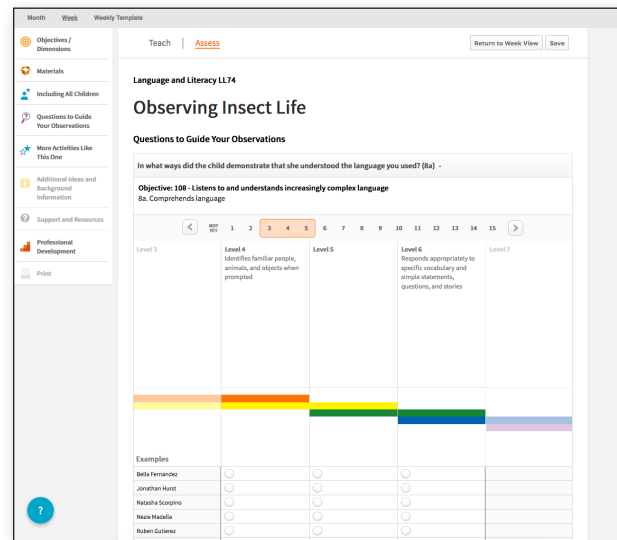 Month Week Weekly Template
Objectives /
Dimensions
Materials
Including All Children
Questions to Guide
Your Observations
More Activities Like
This One
Additional Ideas and
Background
Information
Support and Resources
Professional
Development
Print
?
Teach | Assess
Return to Week View Save
Language and Literacy LL74
Observing Insect Life
Questions to Guide Your Observations
In what ways did the child demonstrate that she understood the language you used? (8a) -
Objective: 108 - Listens to and understands increasingly complex language
8a. Comprehends language
< NOT YET 1 2 3 4 5 6 7 8 9 10 11 12 13 14 15 >
Level 3
Level 4
Identifies familiar people,
animals, and objects when
prompted
Level 5
Level 6
Responds appropriately to
specific vocabulary and
simple statements,
questions, and stories
Level 7
Examples
Bella Fernandez
Jonathan Hurst
Natasha Scorpino
Nezie Madella
Ruben Gutierez